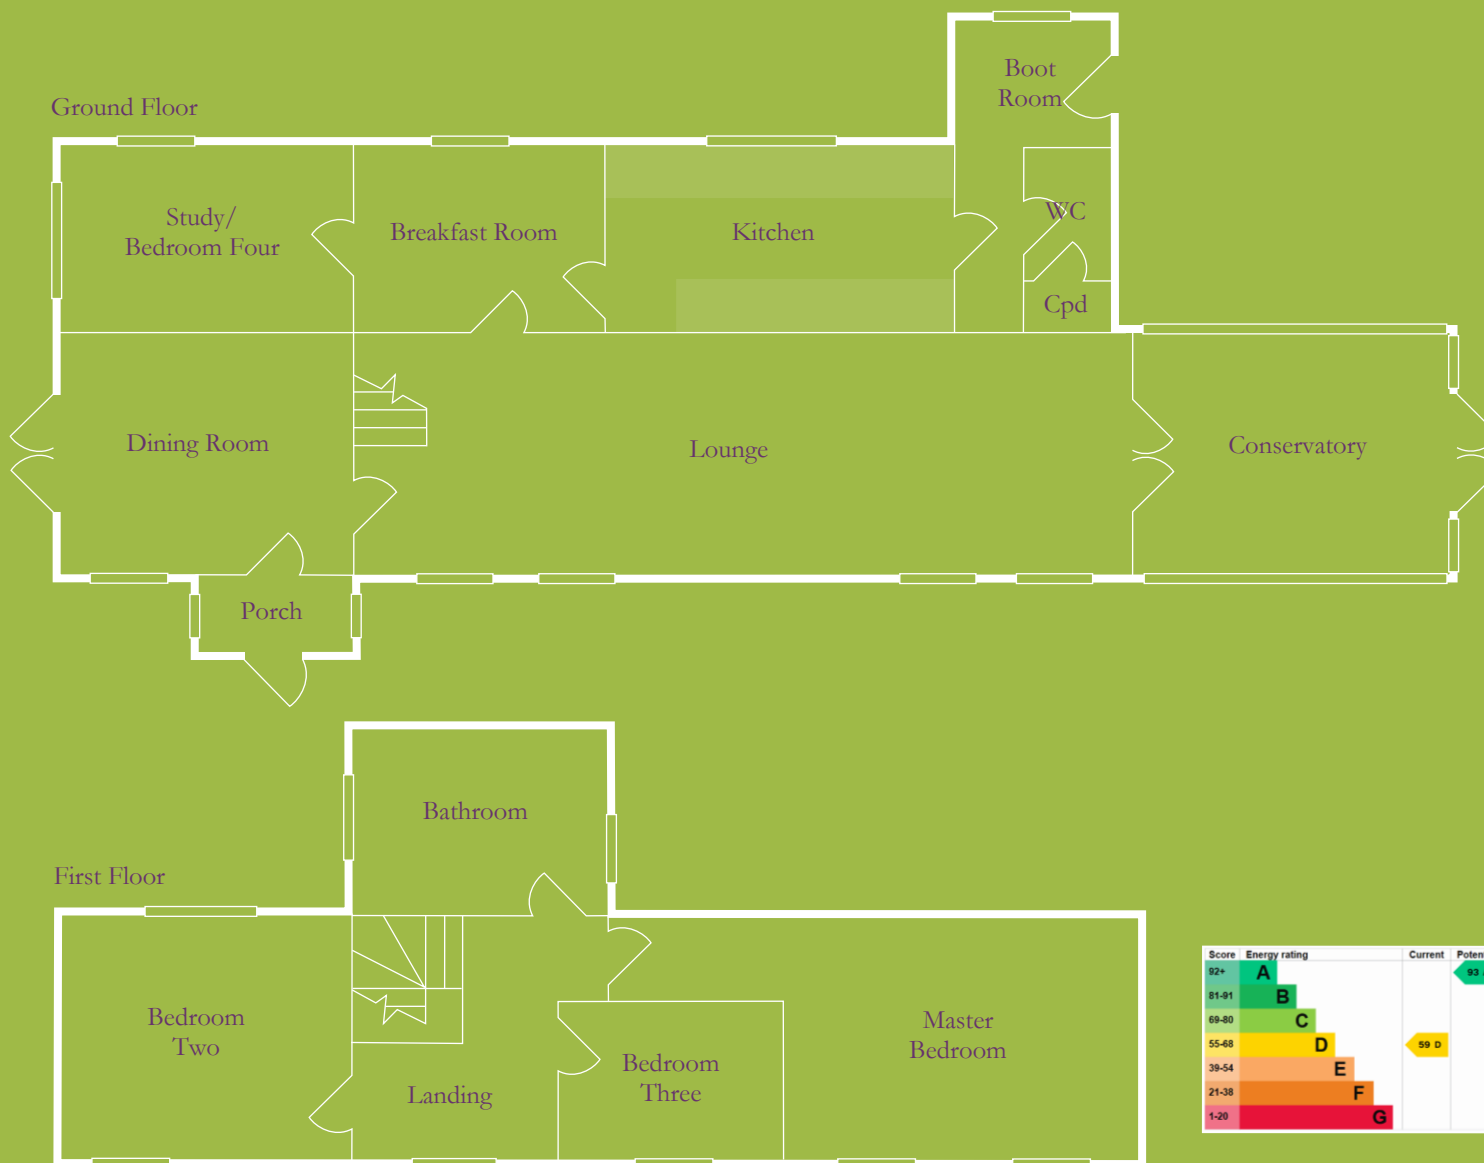 Ground Floor
Boot
Room
Study/
Bedroom Four
Breakfast Room
Kitchen
WC
Cpd
Dining Room
Lounge
Conservatory
Porch
First Floor
Bathroom
Bedroom
Two
Landing
Bedroom
Three
Master
Bedroom
Score Energy rating Current
92+ A 93
81-91 B
69-80 C
55-68 D 59 D
39-54 E
21-38 F
1-20 G